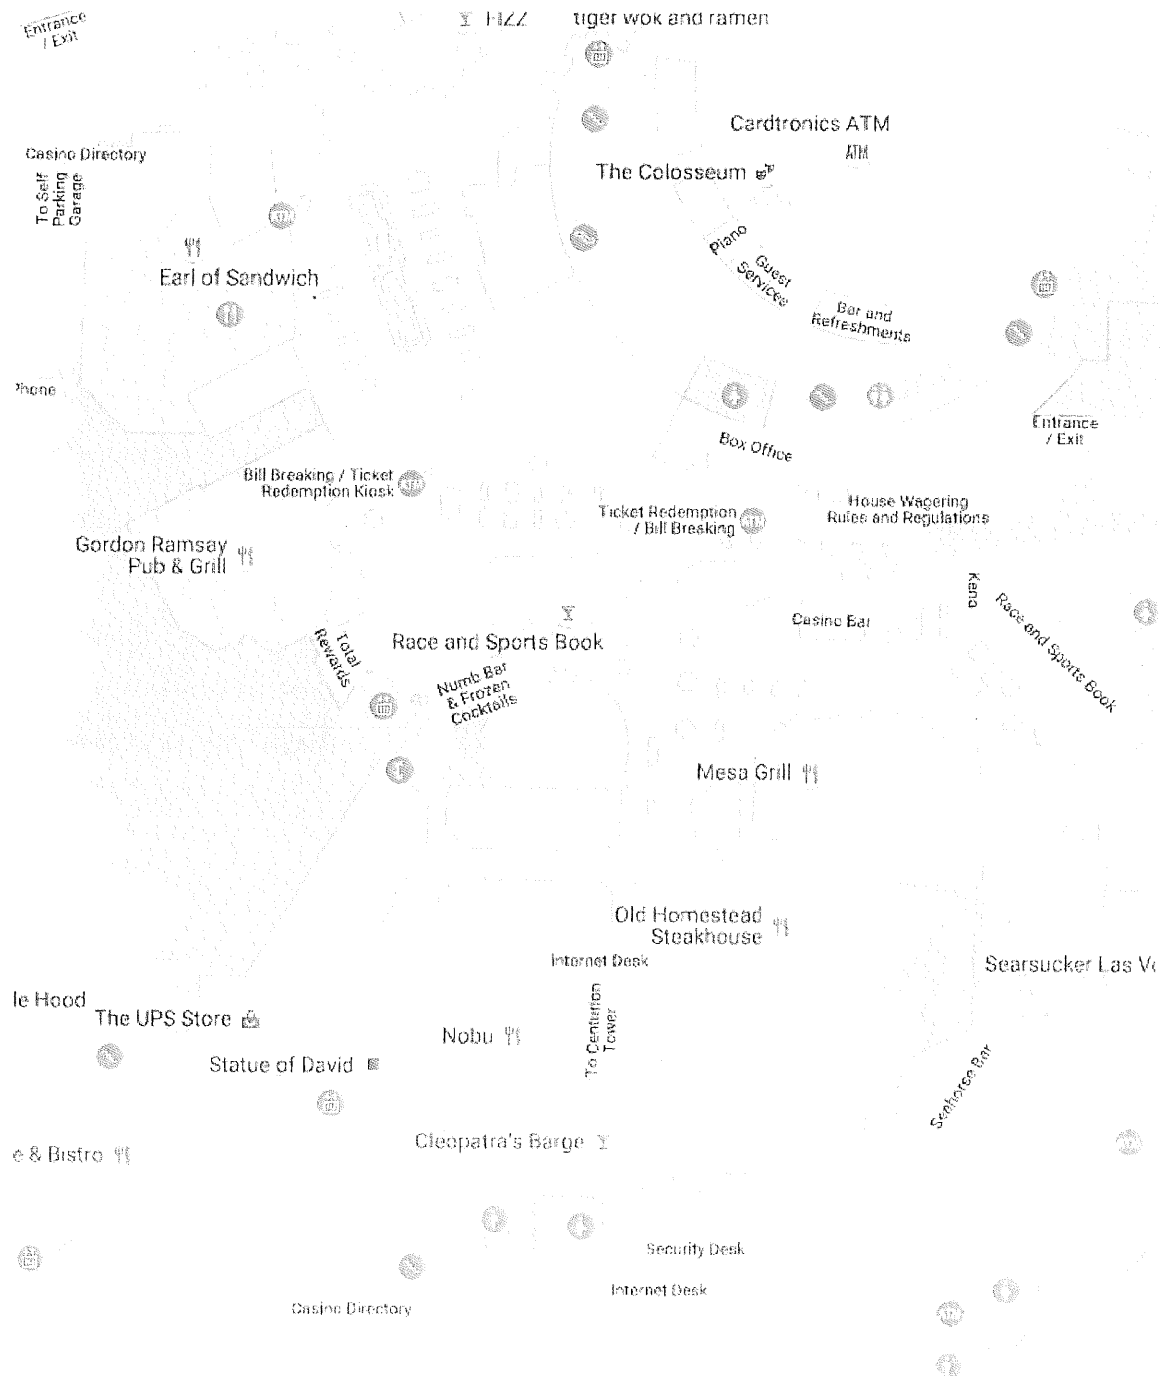 Entrance
/ Exit
FIZZ
tiger wok and ramen
Cardtronics ATM
ATM
Casino Directory
The Colosseum
To Self
Parking
Garage
Piano
Guest
Services
Earl of Sandwich
Bar and
Refreshments
Entrance
/ Exit
Box Office
Bill Breaking / Ticket
Redemption Kiosk
House Wagering
Rules and Regulations
Ticket Redemption
/ Bill Breaking
Gordon Ramsay
Pub & Grill
Keno
Race and Sports Book
Casino Bar
Total
Rewards
Race and Sports Book
Numb Bar
& Frozen
Cocktails
Mesa Grill
Old Homestead
Steakhouse
Internet Desk
Searsucker Las Ve
le Hood
The UPS Store
To Centurion
Tower
Nobu
Statue of David
Seahorse Bar
Cleopatra's Barge
e & Bistro
Security Desk
Internet Desk
Casino Directory